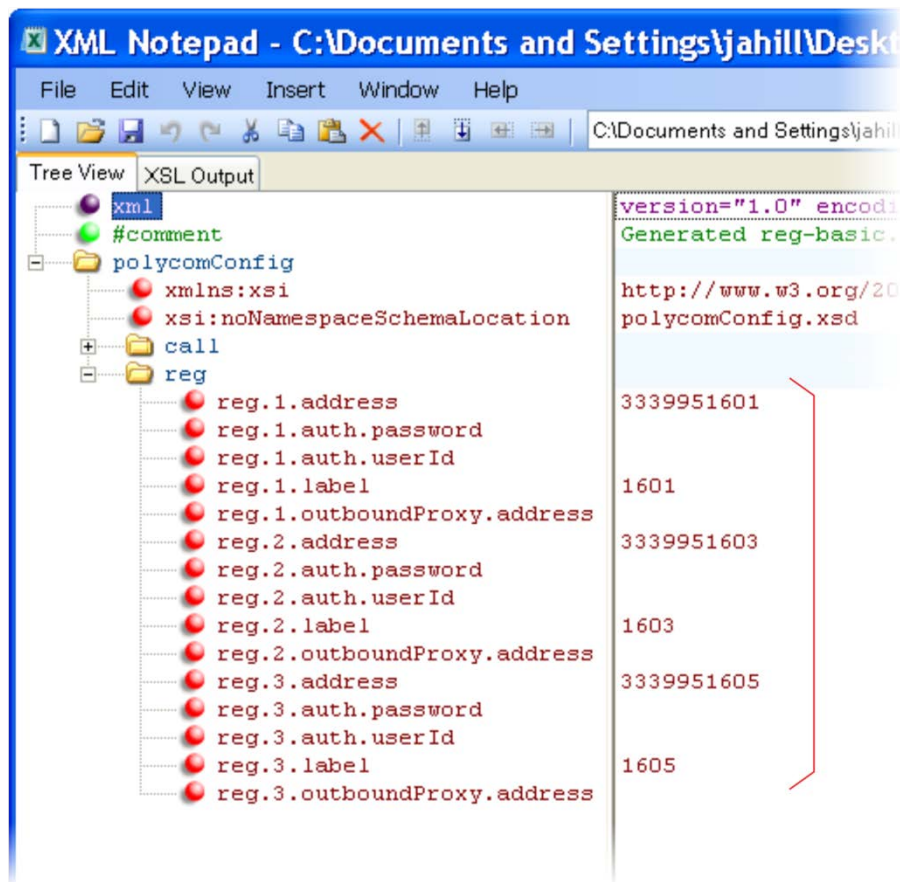 XML Notepad - C:\Documents and Settings\jahill\Deskt
File Edit View Insert Window Help
C:\Documents and Settings\jahill
Tree View XSL Output
xml version="1.0" encodi
#comment Generated reg-basic.
polycomConfig
xmlns:xsi http://www.w3.org/20
xsi:noNamespaceSchemaLocation polycomConfig.xsd
call
reg
reg.1.address 3339951601
reg.1.auth.password
reg.1.auth.userId
reg.1.label 1601
reg.1.outboundProxy.address
reg.2.address 3339951603
reg.2.auth.password
reg.2.auth.userId
reg.2.label 1603
reg.2.outboundProxy.address
reg.3.address 3339951605
reg.3.auth.password
reg.3.auth.userId
reg.3.label 1605
reg.3.outboundProxy.address